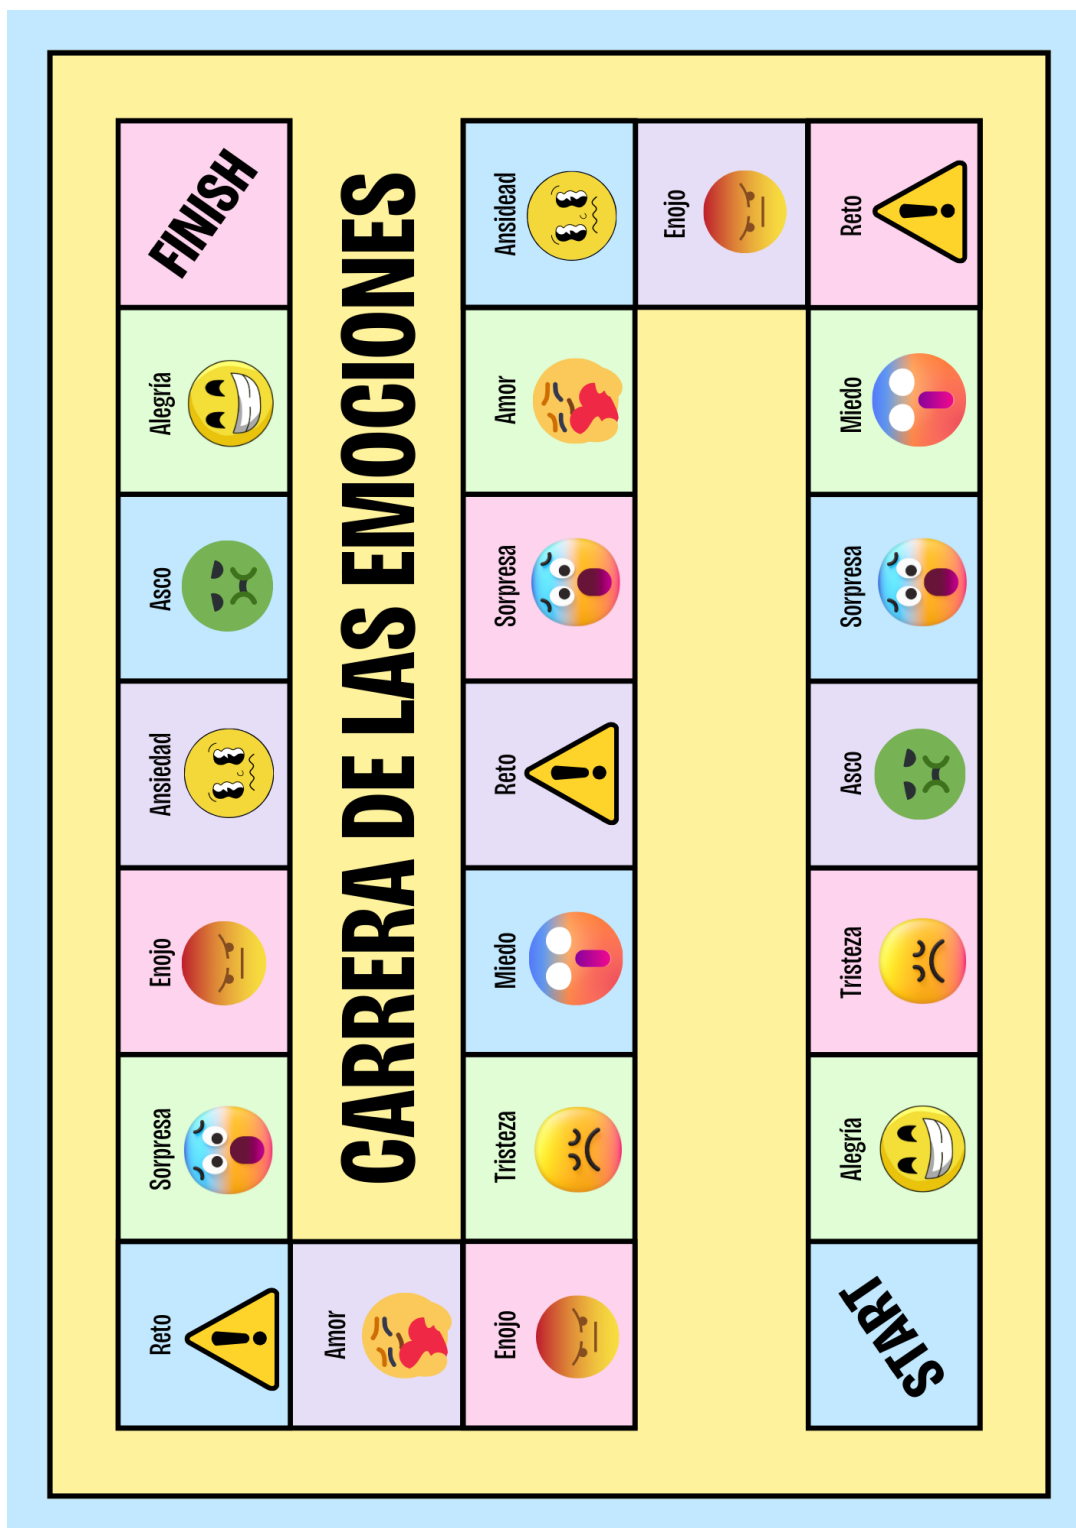 Reto
Sorpresa
Enojo
Ansiedad
Asco
Alegría
FINISH
Amor
CARRERA DE LAS EMOCIONES
Enojo
Tristeza
Miedo
Reto
Sorpresa
Amor
Ansidead
Enojo
START
Alegría
Tristeza
Asco
Sorpresa
Miedo
Reto